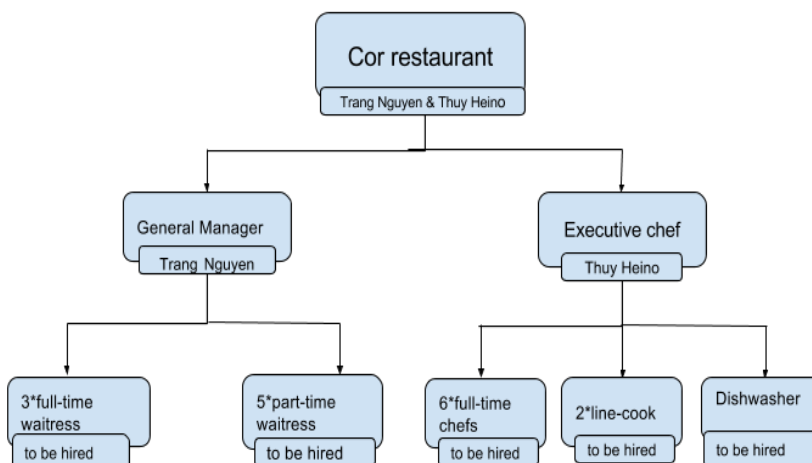 Cor restaurant
Trang Nguyen & Thuy Heino
General Manager
Trang Nguyen
Executive chef
Thuy Heino
3*full-time
waitress
to be hired
5*part-time
waitress
to be hired
6*full-time
chefs
to be hired
2*line-cook
to be hired
Dishwasher
to be hired